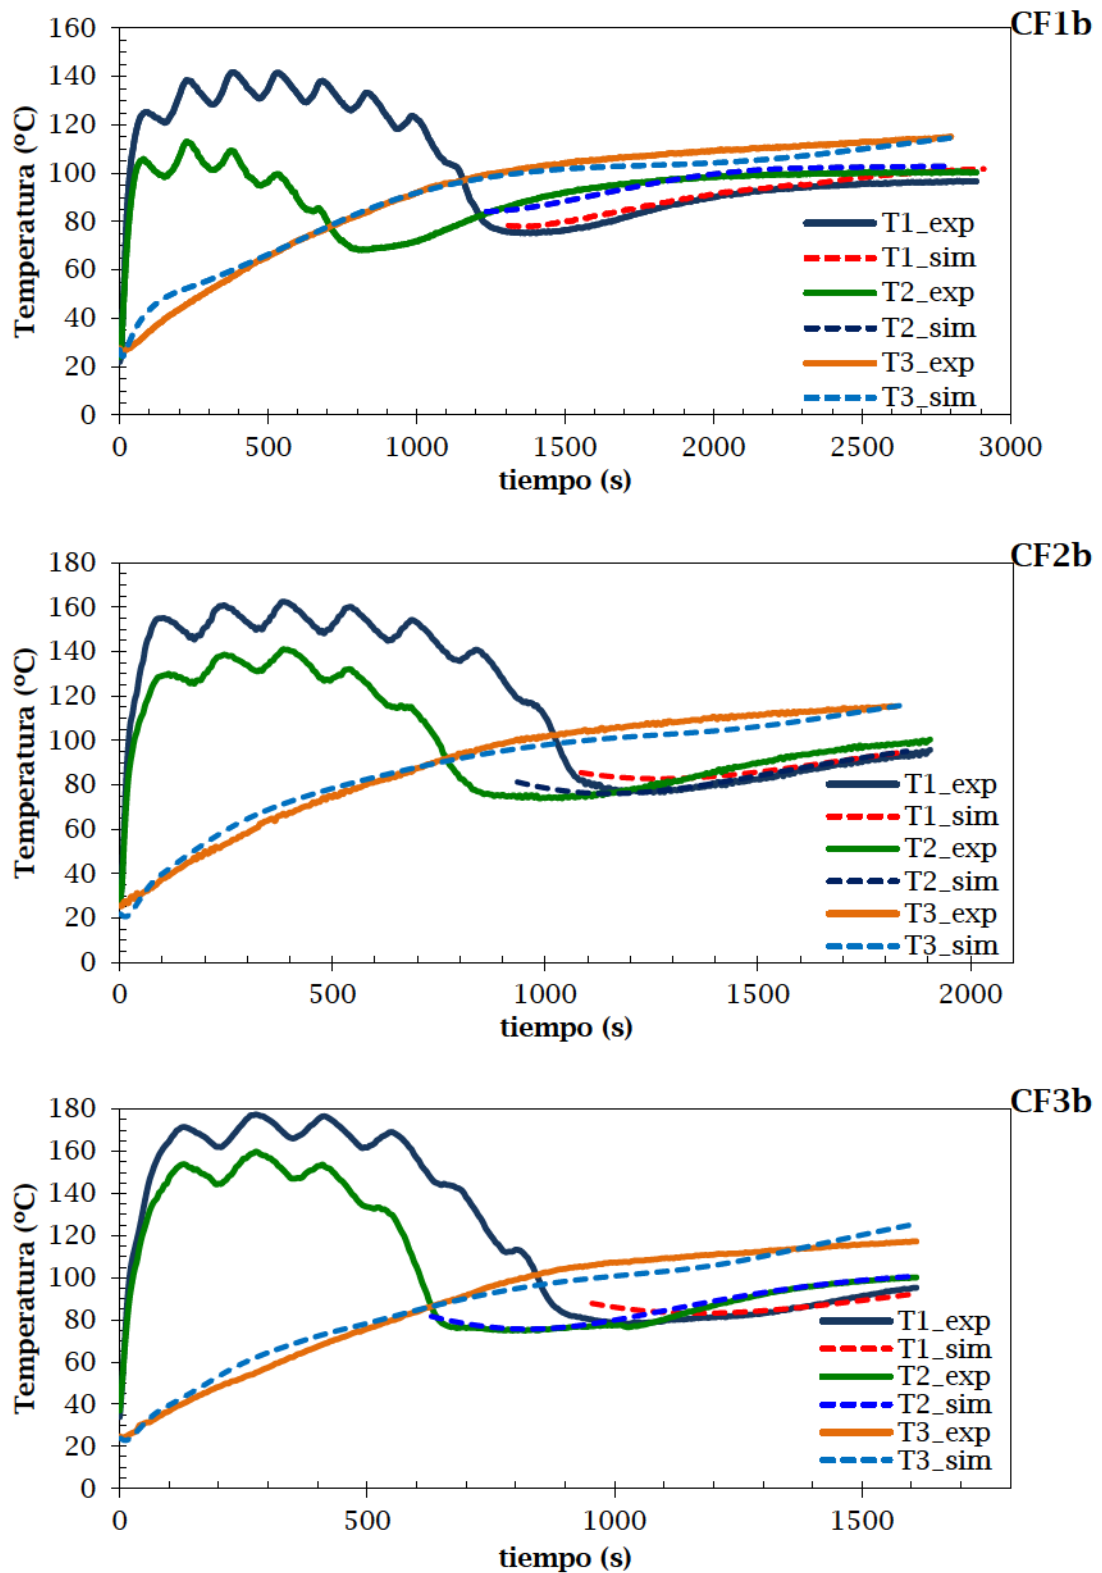 CF1b
160
140
120
100
80
60
40
20
0
Temperatura (ºC)
T1_exp
T1_sim
T2_exp
T2_sim
T3_exp
T3_sim
0 500 1000 1500 2000 2500 3000
tiempo (s)
CF2b
180
160
140
120
100
80
60
40
20
0
Temperatura (ºC)
T1_exp
T1_sim
T2_exp
T2_sim
T3_exp
T3_sim
0 500 1000 1500 2000
tiempo (s)
CF3b
180
160
140
120
100
80
60
40
20
0
Temperatura (ºC)
T1_exp
T1_sim
T2_exp
T2_sim
T3_exp
T3_sim
0 500 1000 1500
tiempo (s)